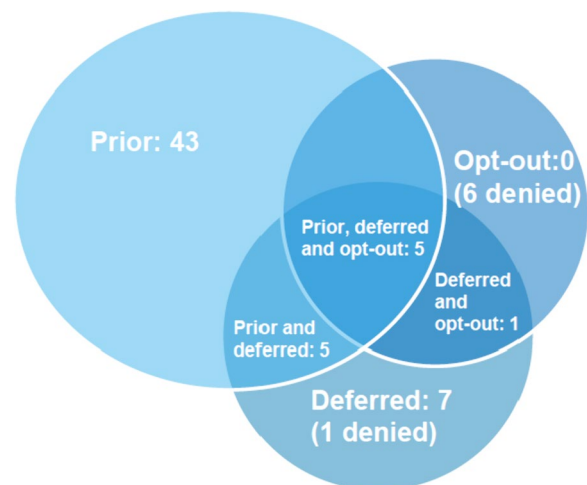 Prior: 43
Opt-out:0
(6 denied)
Prior, deferred
and opt-out: 5
Deferred
and
opt-out: 1
Prior and
deferred: 5
Deferred: 7
(1 denied)